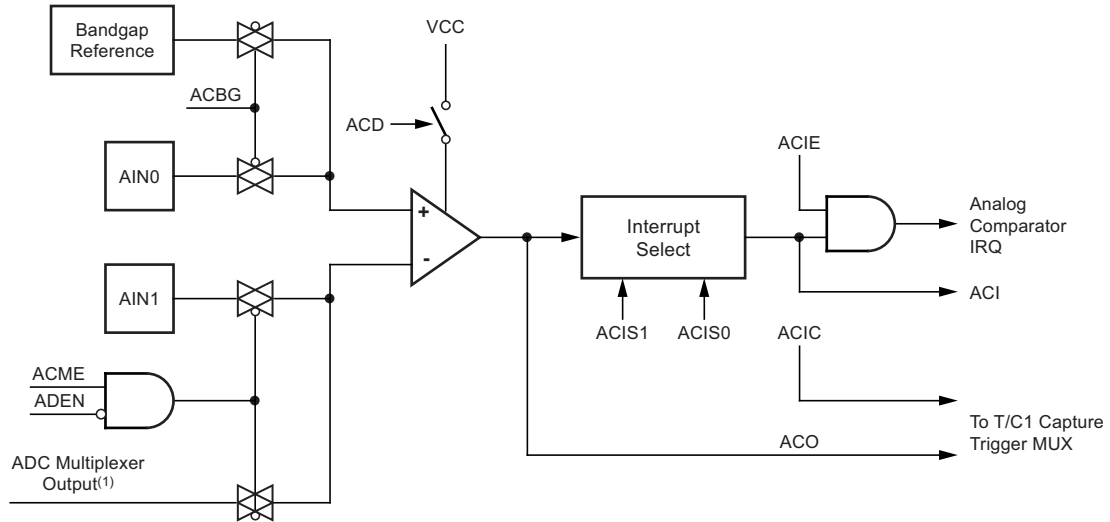 Bandgap
Reference
VCC
ACBG
ACD
ACIE
AIN0
+
Analog
Comparator
IRQ
Interrupt
Select
-
AIN1
ACI
ACIS1
ACIS0
ACIC
ACME
ADEN
To T/C1 Capture
Trigger MUX
ACO
ADC Multiplexer
Output(1)